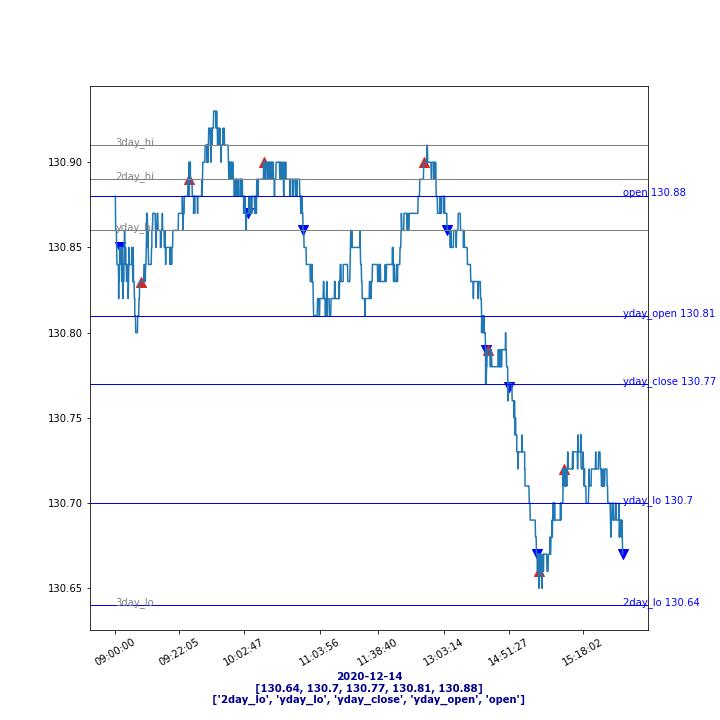 3day_hi
130.90
2day_hi
open 130.88
yday_hi
130.85
yday_open 130.81
130.80
yday_close 130.77
130.75
yday_lo 130.7
130.70
130.65
3day_lo
2day_lo 130.64
09:00:00
09:22:05
10:02:47
11:03:56
11:38:40
13:03:14
14:51:27
15:18:02
2020-12-14
[130.64, 130.7, 130.77, 130.81, 130.88]
['2day_lo', 'yday_lo', 'yday_close', 'yday_open', 'open']